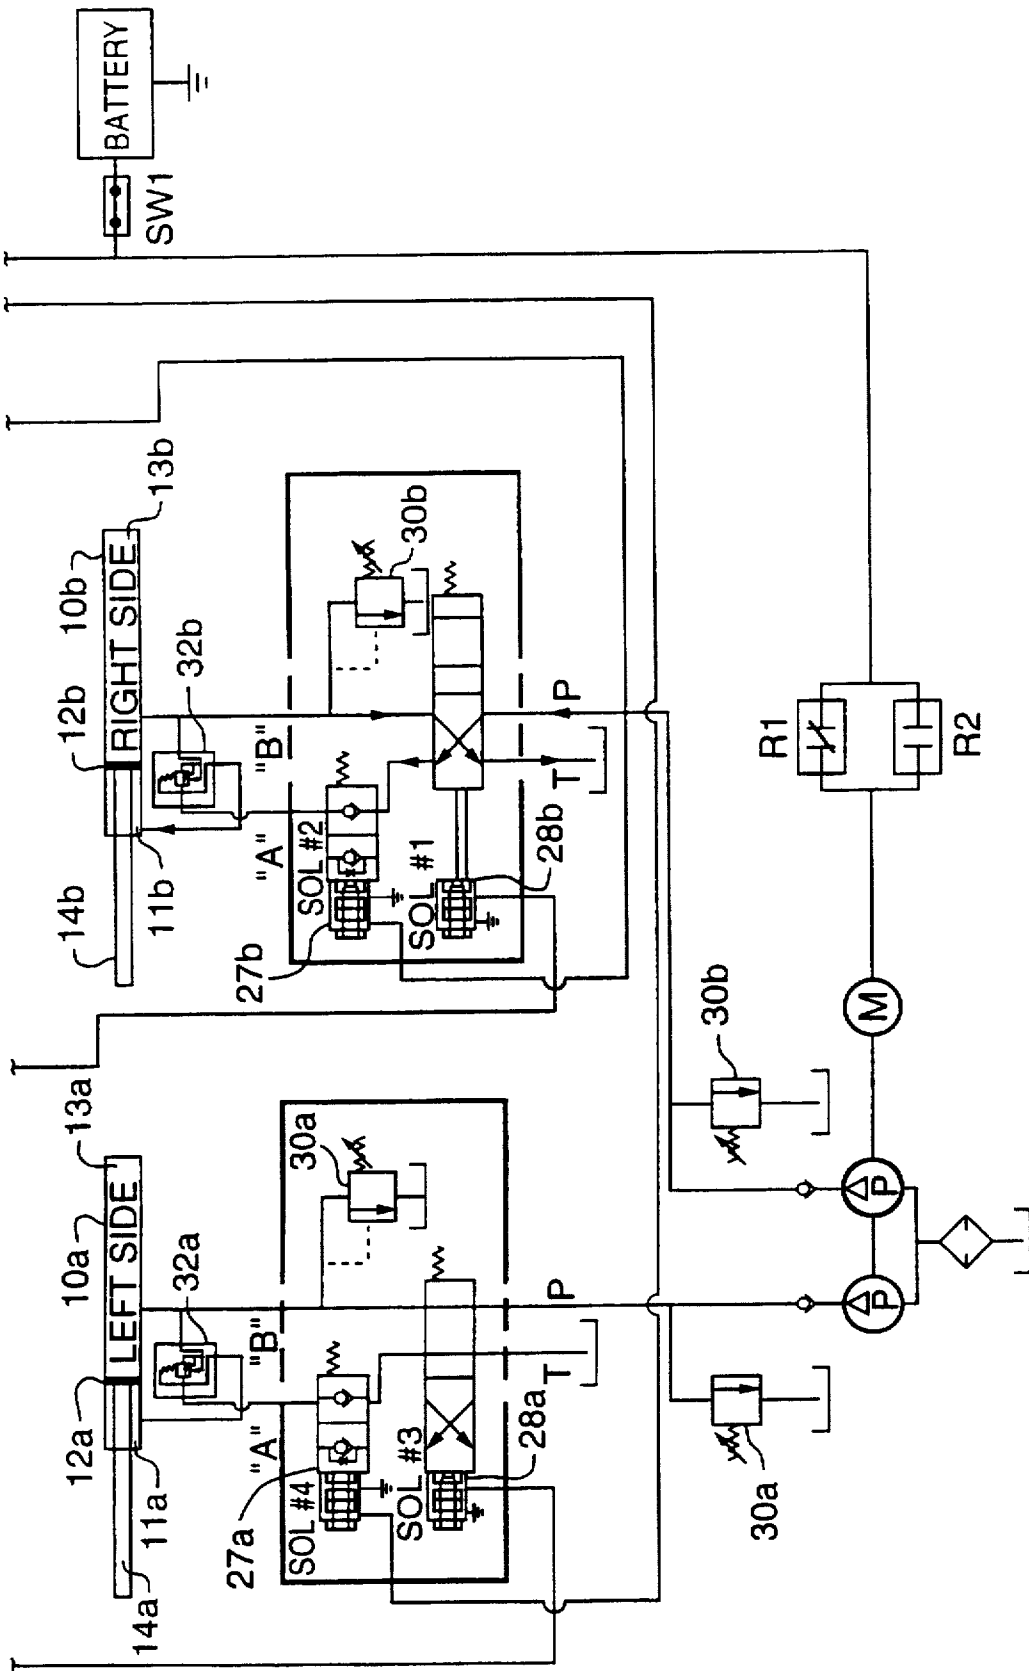 BATTERY
SW1
10b
13b
12b
RIGHT SIDE
32b
14b
11b
"A"
"B"
30b
SOL #2
27b
SOL #1
28b
P
T
10a
13a
12a
LEFT SIDE
32a
14a
11a
"A"
"B"
30a
SOL #4
27a
SOL #3
28a
P
T
30b
30a
R1
R2
M
P
P